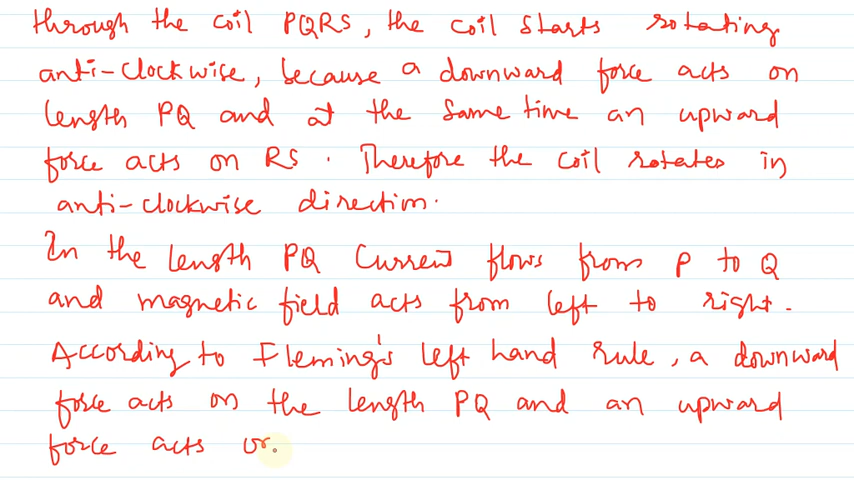 through the coil PQRS, the coil starts rotating
anti-clockwise, because a downward force acts on
length PQ and at the same time an upward
force acts on RS. Therefore the coil rotates in
anti-clockwise direction.
In the length PQ current flows from P to Q
and magnetic field acts from left to right.
According to Fleming's left hand rule, a downward
force acts on the length PQ and an upward
force acts